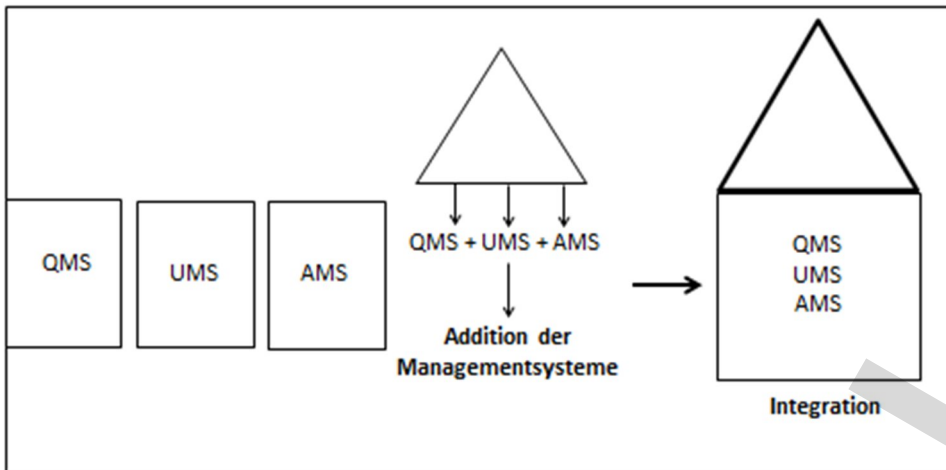 QMS
UMS
AMS
QMS + UMS + AMS
Addition der
Managementsysteme
QMS
UMS
AMS
Integration